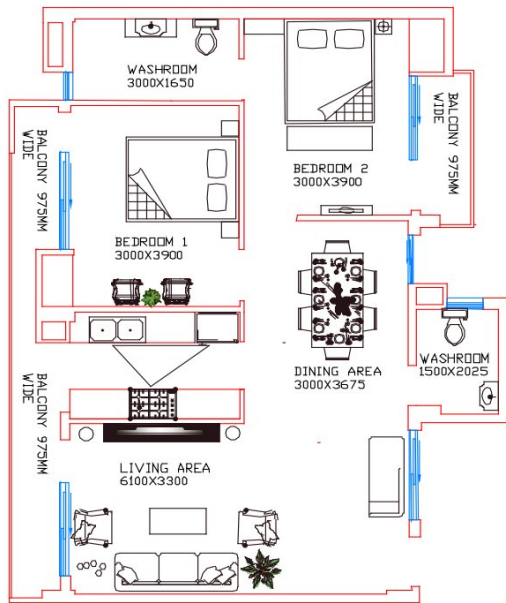 WASHROOM
3000X1650
BALCONY 975MM
WIDE
BEDROOM 2
3000X3900
BALCONY 975MM
WIDE
BEDROOM 1
3000X3900
DINING AREA
3000X3675
WASHROOM
1500X2025
BALCONY 975MM
WIDE
LIVING AREA
6100X3300